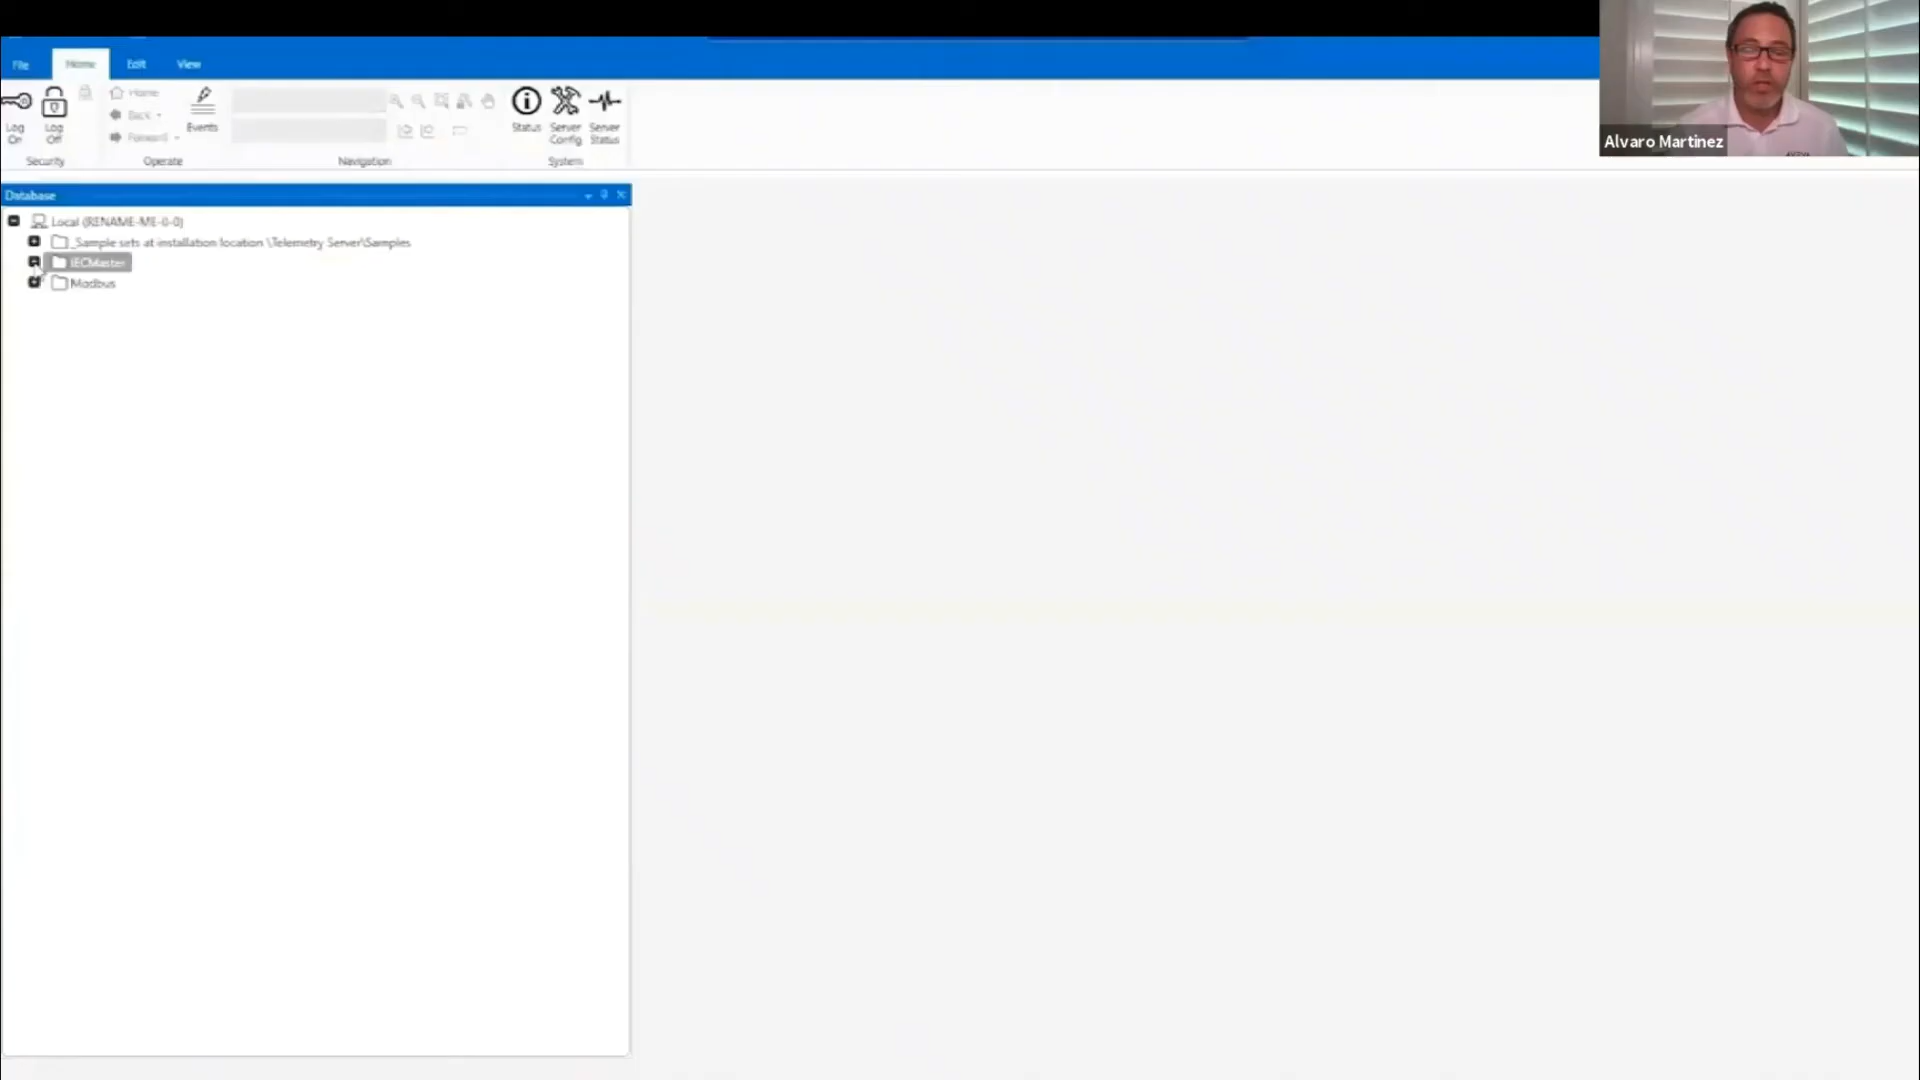 File Home Edit View
Log On
Log Off
Home
Back
Forward
Events
Status
Server Config
Server Status
Security Operate Navigation System
Alvaro Martinez
Database
Local (RENAME-ME-0-0)
_Sample sets at installation location \Telemetry Server\Samples
IECMaster
Modbus